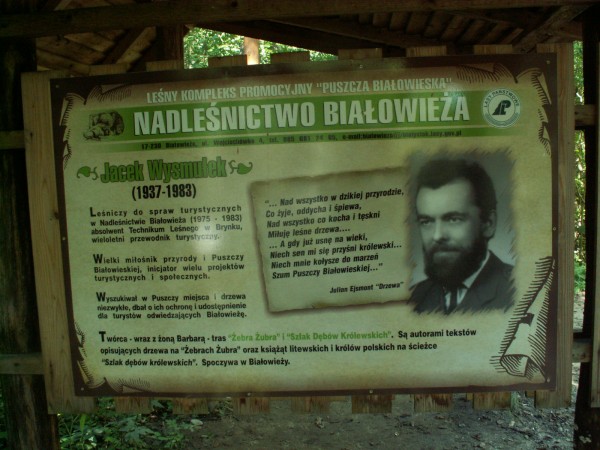 LEŚNY KOMPLEKS PROMOCYJNY "PUSZCZA BIAŁOWIESKA"
NADLEŚNICTWO BIAŁOWIEŻA
17-230 Białowieża, ul.
Jacek Wysmułek
(1937-1983)
Leśniczy do spraw turystycznych
w Nadleśnictwie Białowieża (1975 - 1983)
absolwent Technikum Leśnego w Brynku,
wieloletni przewodnik turystyczny.
Wielki miłośnik przyrody i Puszczy
Białowieskiej, inicjator wielu projektów
turystycznych i społecznych.
Wyszukiwał w Puszczy miejsca i drzewa
niezwykłe, dbał o ich ochronę i udostępnienie
dla turystów odwiedzających Białowieżę.
"... Nad wszystko w dzikiej przyrodzie,
Co żyje, oddycha i śpiewa,
Nad wszystko co kocha i tęskni
Miłuję leśne drzewa....
... A gdy już usnę na wieki,
Niech sen mi się przyśni królewski...
Niech mnie kołysze do marzeń
Szum Puszczy Białowieskiej..."
Julian Ejsmont "Drzewa"
Twórca - wraz z żoną Barbarą - tras "Żebra Żubra" i "Szlak Dębów Królewskich". Są autorami tekstów
opisujących drzewa na "Żebrach Żubra" oraz książąt litewskich i królów polskich na ścieżce
"Szlak dębów królewskich". Spoczywa w Białowieży.